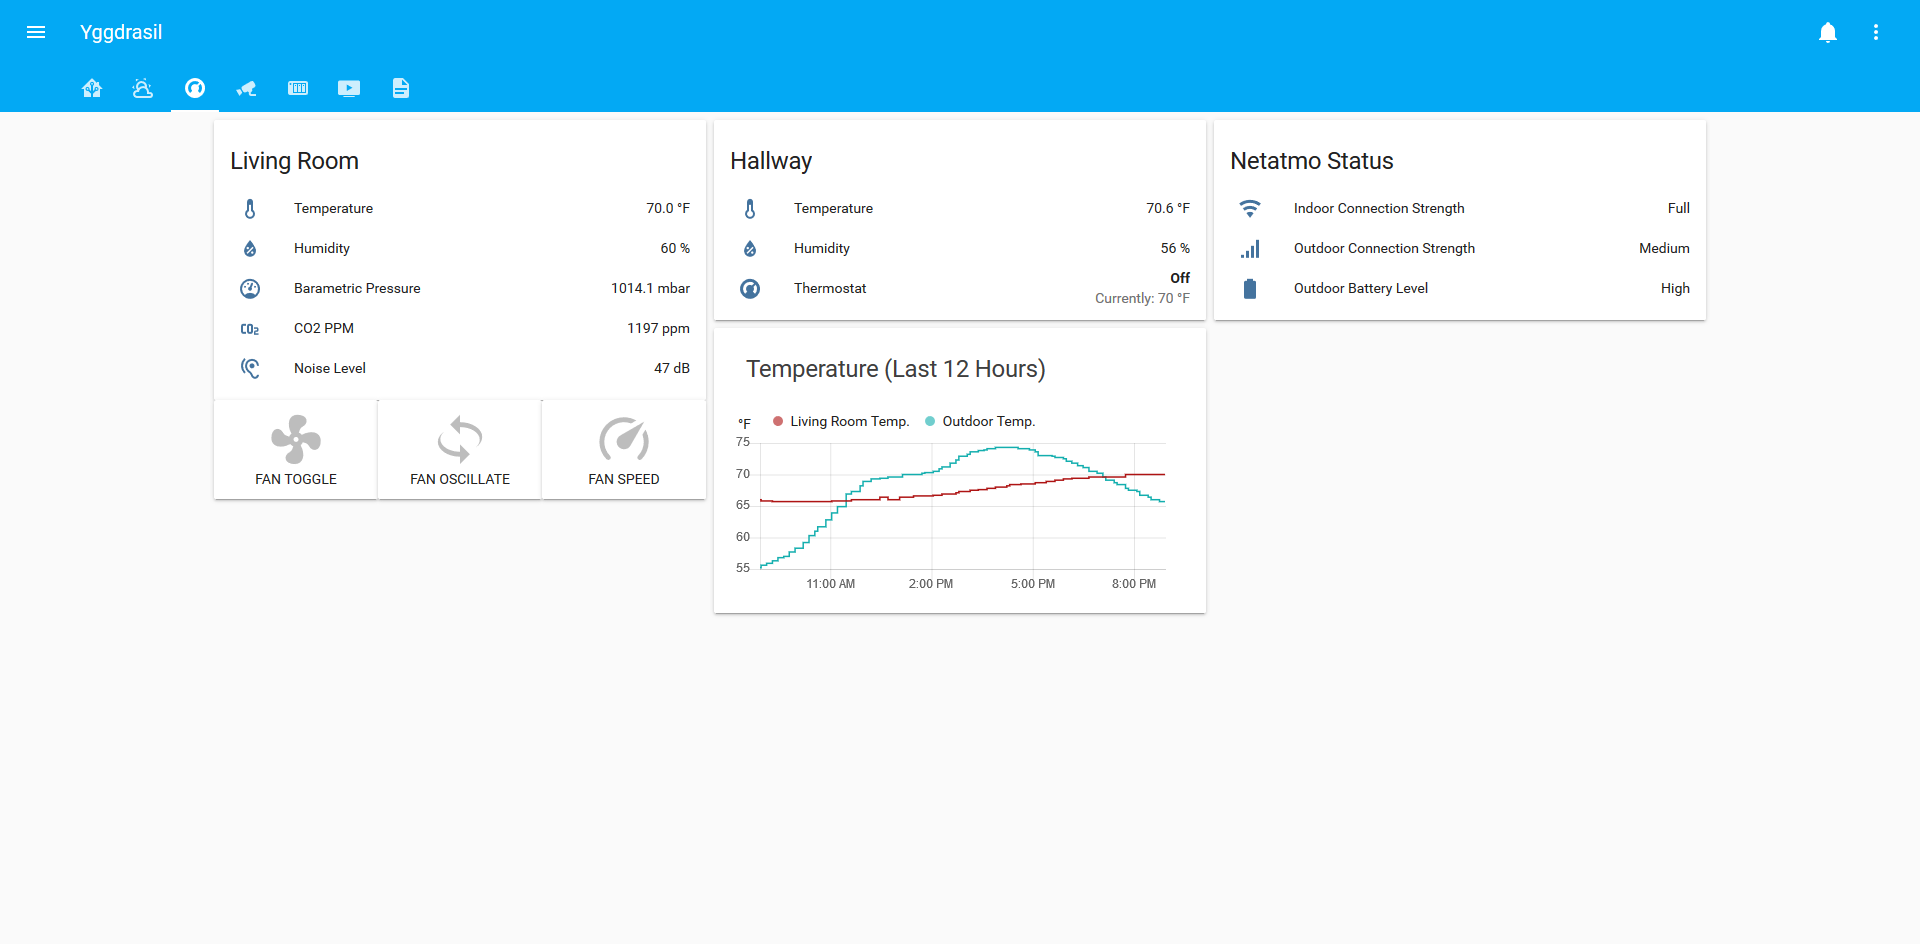 Yggdrasil
Living Room
Temperature 70.0 °F
Humidity 60 %
Barametric Pressure 1014.1 mbar
CO2 CO2 PPM 1197 ppm
Noise Level 47 dB
FAN TOGGLE FAN OSCILLATE FAN SPEED
Hallway
Temperature 70.6 °F
Humidity 56 %
Thermostat Off
Currently: 70 °F
Temperature (Last 12 Hours)
°F Living Room Temp. Outdoor Temp.
75
70
65
60
55
11:00 AM 2:00 PM 5:00 PM 8:00 PM
Netatmo Status
Indoor Connection Strength Full
Outdoor Connection Strength Medium
Outdoor Battery Level High